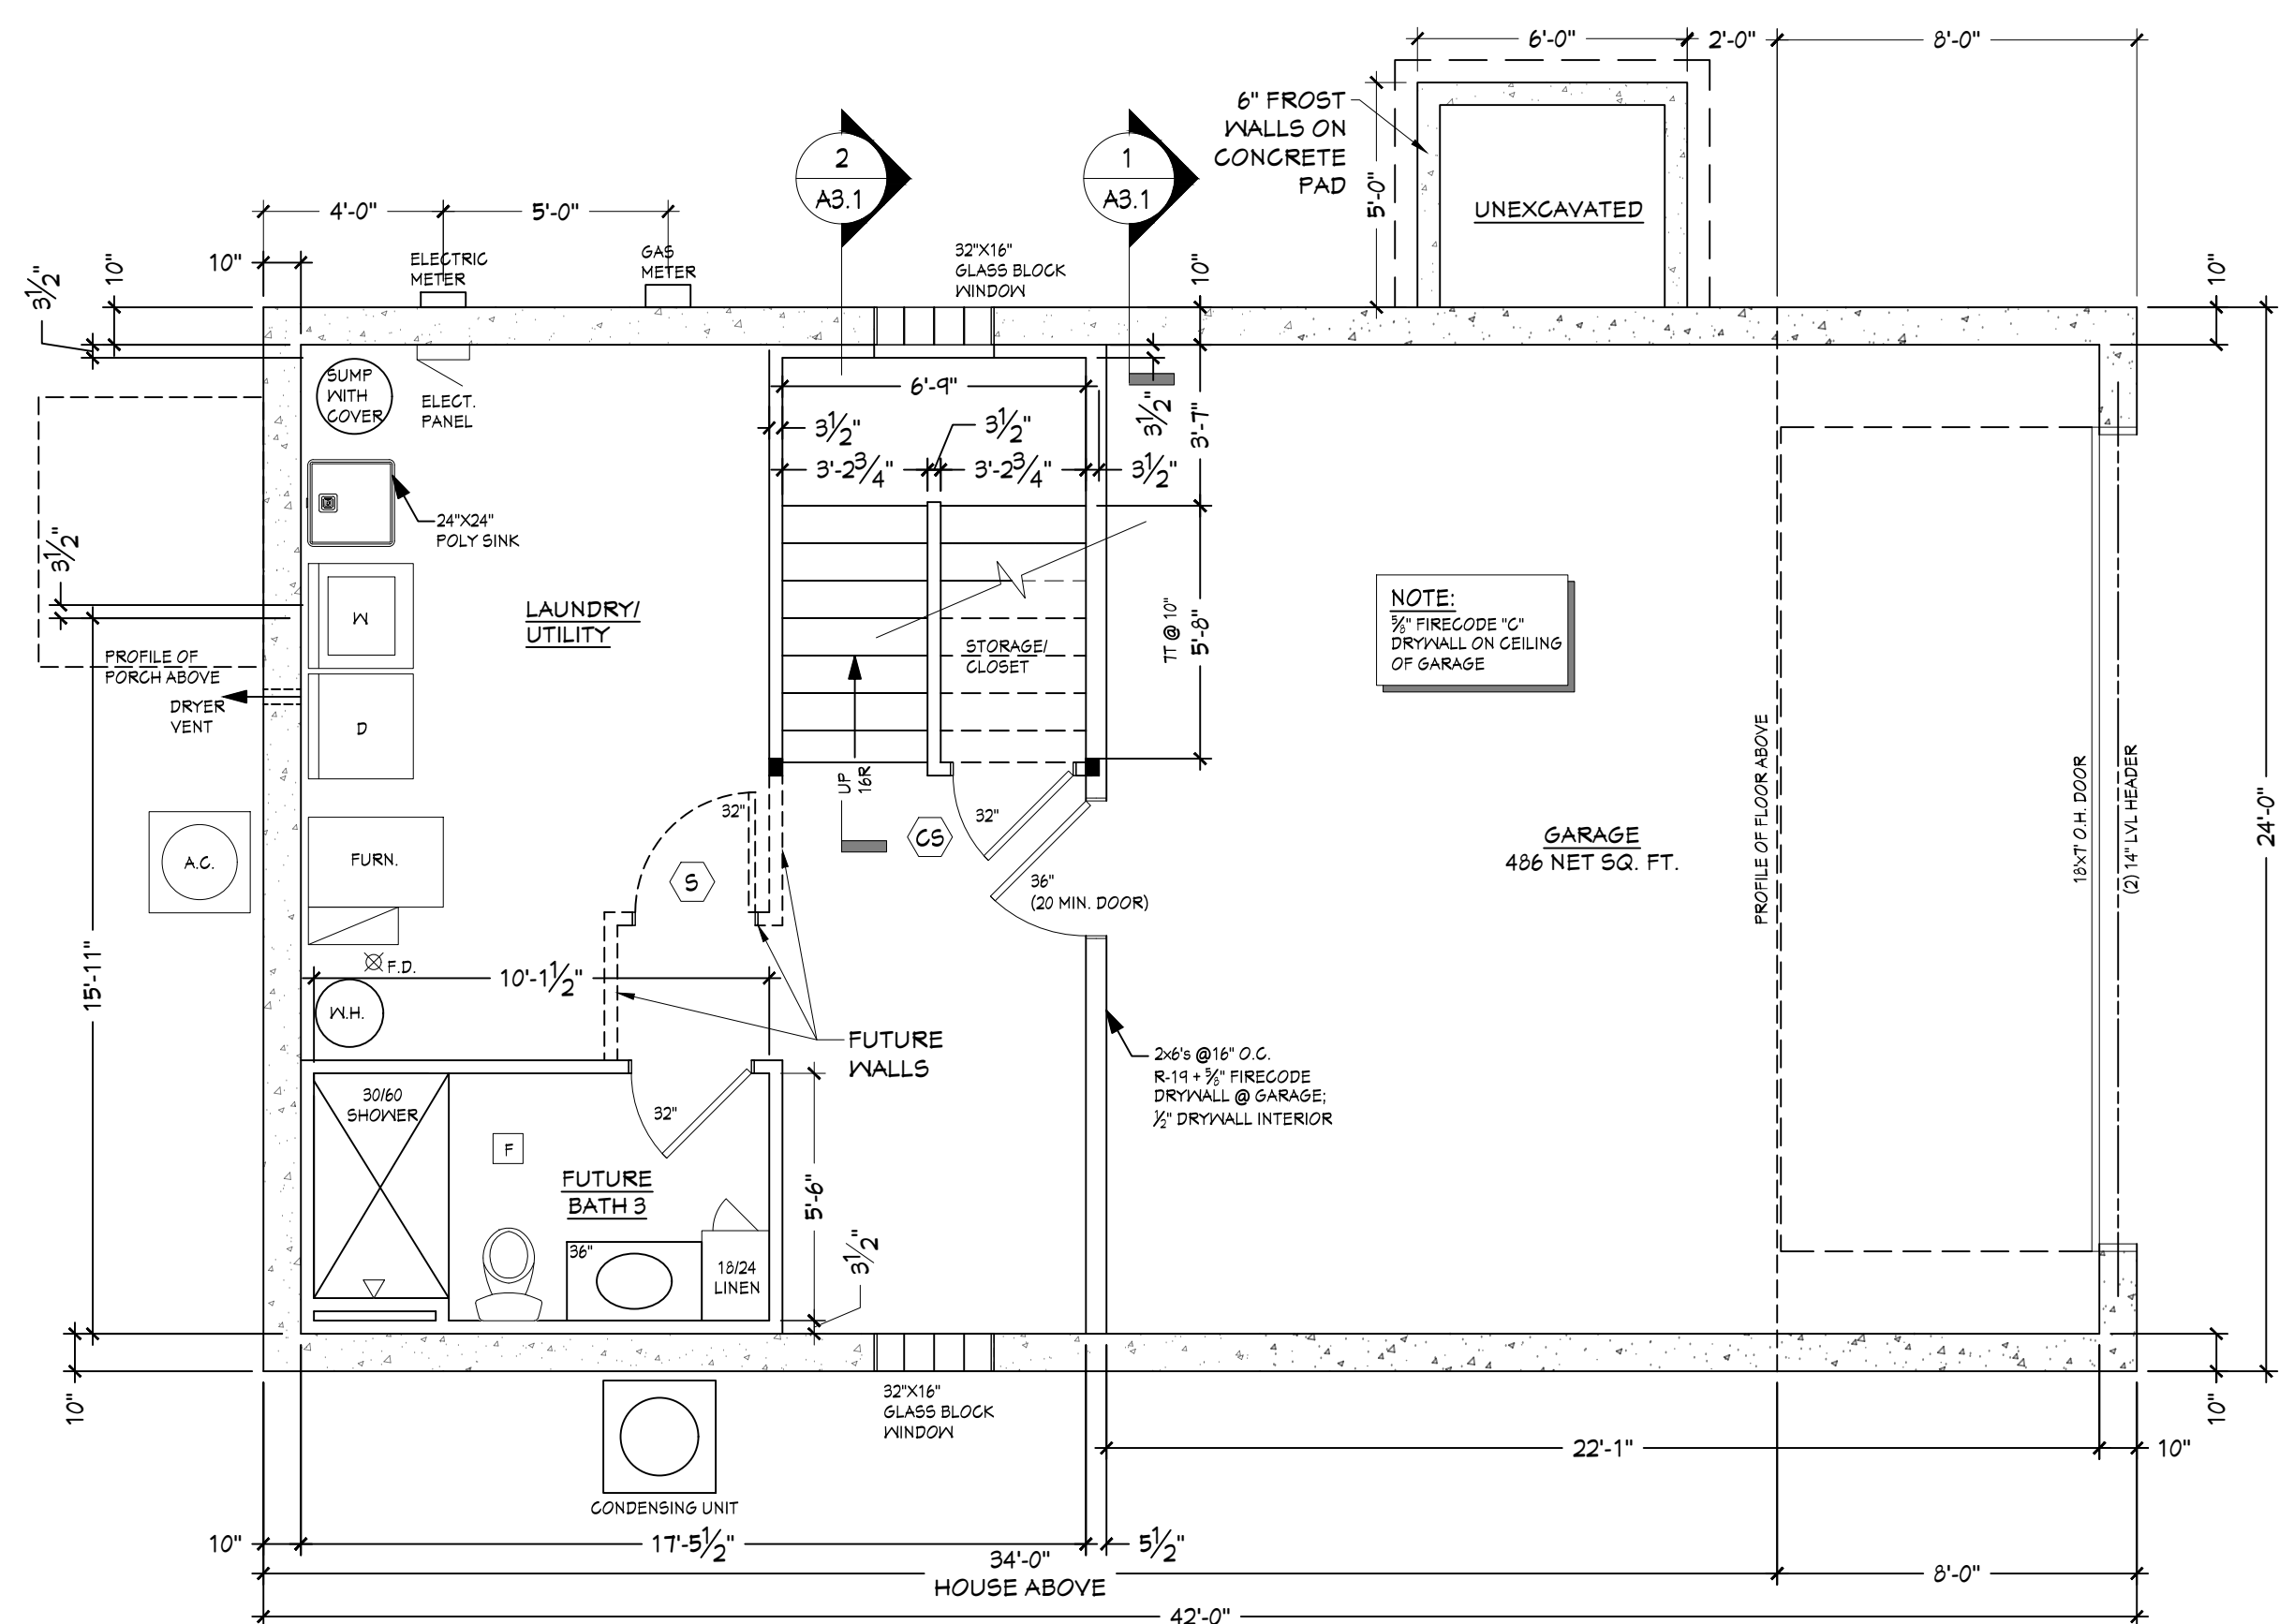 6'-0"
2'-0"
8'-0"
6" FROST
WALLS ON
CONCRETE
PAD
5'-0"
UNEXCAVATED
2
A3.1
1
A3.1
4'-0"
5'-0"
10"
3½"
10"
ELECTRIC
METER
GAS
METER
32"X16"
GLASS BLOCK
WINDOW
10"
10"
SUMP
WITH
COVER
ELECT.
PANEL
6'-9"
3½"
3½"
3'-2¾"
3'-2¾"
3½"
3½"
3'-7"
24"X24"
POLY SINK
3½"
W
LAUNDRY/
UTILITY
STORAGE/
CLOSET
7T @ 10"
5'-8"
NOTE:
⅝" FIRECODE "C"
DRYWALL ON CEILING
OF GARAGE
PROFILE OF
PORCH ABOVE
DRYER
VENT
D
UP
16R
32"
32"
CS
S
A.C.
FURN.
36"
(20 MIN. DOOR)
GARAGE
486 NET SQ. FT.
PROFILE OF FLOOR ABOVE
18'x7' O.H. DOOR
(2) 14" LVL HEADER
24'-0"
15'-11"
F.D.
10'-1½"
W.H.
FUTURE
WALLS
2x6's @16" O.C.
R-19 + ⅝" FIRECODE
DRYWALL @ GARAGE;
½" DRYWALL INTERIOR
30/60
SHOWER
32"
F
FUTURE
BATH 3
5'-6"
3½"
36"
18/24
LINEN
10"
10"
32"X16"
GLASS BLOCK
WINDOW
CONDENSING UNIT
22'-1"
10"
10"
17'-5½"
5½"
34'-0"
HOUSE ABOVE
8'-0"
42'-0"